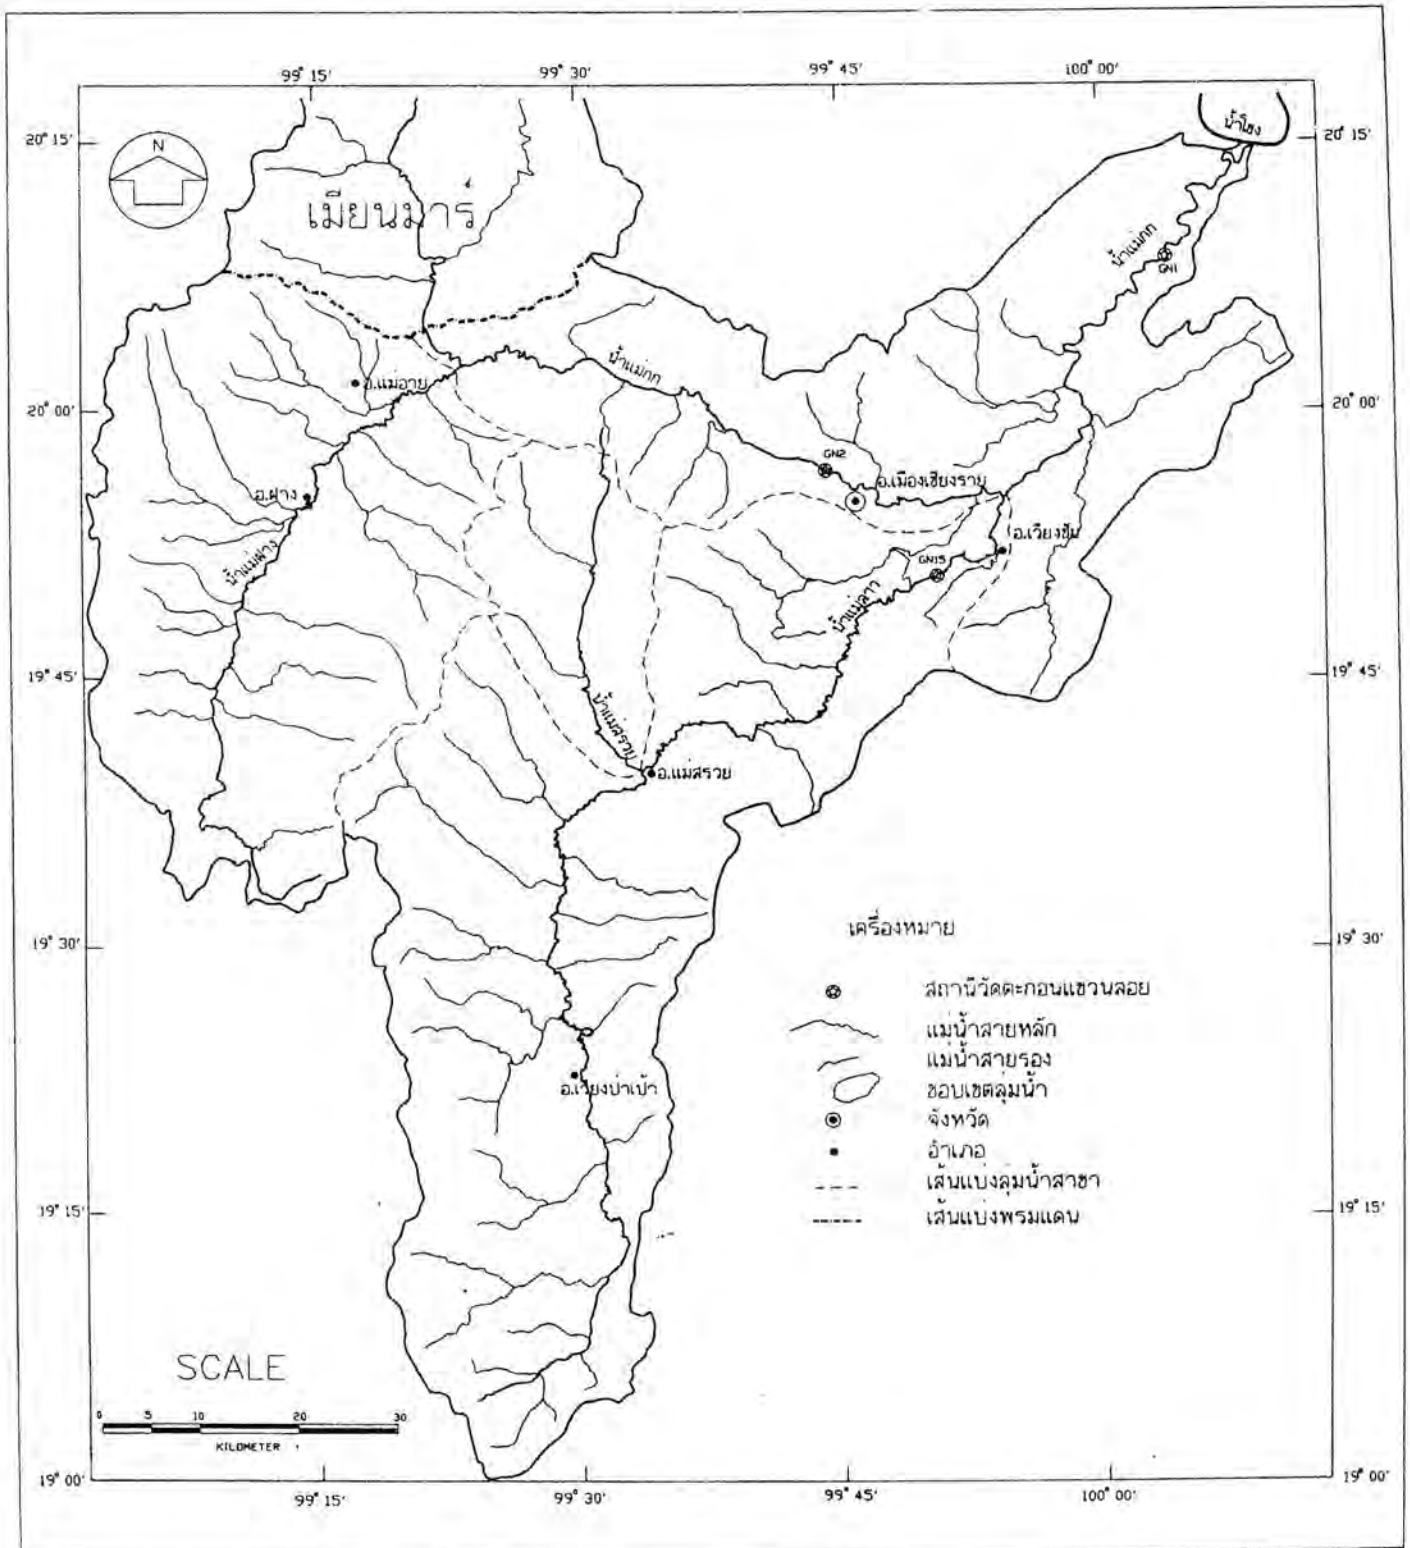 99° 15'
99° 30'
99° 45'
100° 00'
20° 15'
20° 15'
N
น้ำโขง
เมียนมาร์
น้ำแม่กก
GN1
น้ำแม่กก
อ.แม่อาย
20° 00'
20° 00'
GN2
อ.เมืองเชียงราย
อ.ฝาง
อ.เวียงชัย
น้ำแม่ฝาง
GN15
น้ำแม่ลาว
19° 45'
19° 45'
น้ำแม่สรวย
อ.แม่สรวย
19° 30'
19° 30'
เครื่องหมาย
สถานีวัดตะกอนแขวนลอย
แม่น้ำสายหลัก
แม่น้ำสายรอง
ขอบเขตลุ่มน้ำ
จังหวัด
อำเภอ
เส้นแบ่งลุ่มน้ำสาขา
เส้นแบ่งพรมแดน
อ.เวียงป่าเป้า
19° 15'
19° 15'
SCALE
0 5 10 20 30
KILOMETER
19° 00'
19° 00'
99° 15'
99° 30'
99° 45'
100° 00'